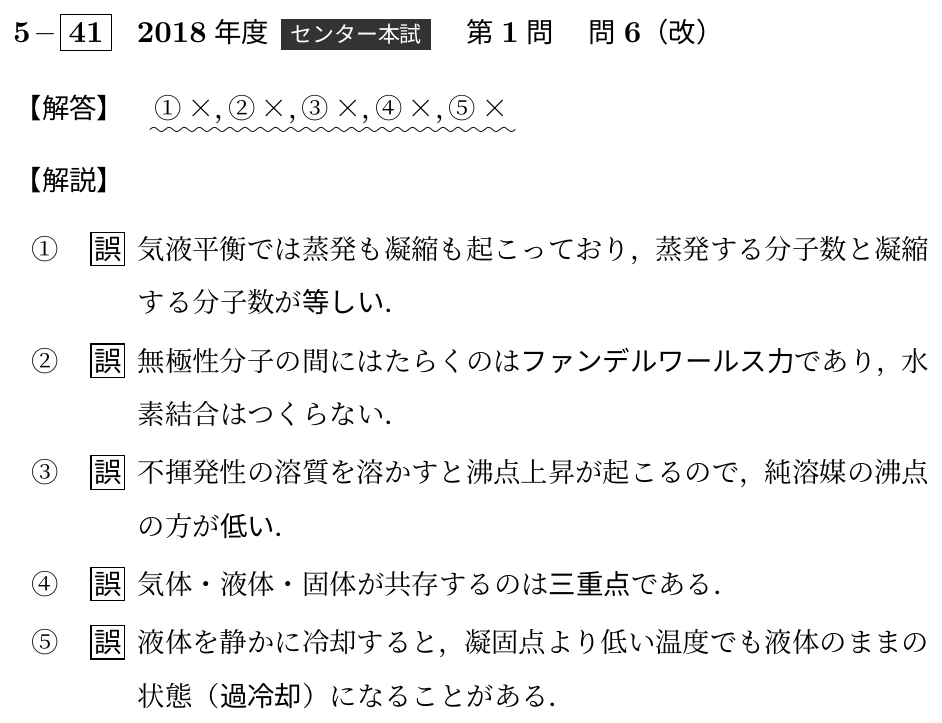 5−41 2018 年度 センター本試 第 1 問 問 6（改）
【解答】 ① ×, ② ×, ③ ×, ④ ×, ⑤ ×
【解説】
① 誤 気液平衡では蒸発も凝縮も起こっており，蒸発する分子数と凝縮
する分子数が等しい．
② 誤 無極性分子の間にはたらくのはファンデルワールス力であり，水
素結合はつくらない．
③ 誤 不揮発性の溶質を溶かすと沸点上昇が起こるので，純溶媒の沸点
の方が低い．
④ 誤 気体・液体・固体が共存するのは三重点である．
⑤ 誤 液体を静かに冷却すると，凝固点より低い温度でも液体のままの
状態（過冷却）になることがある．